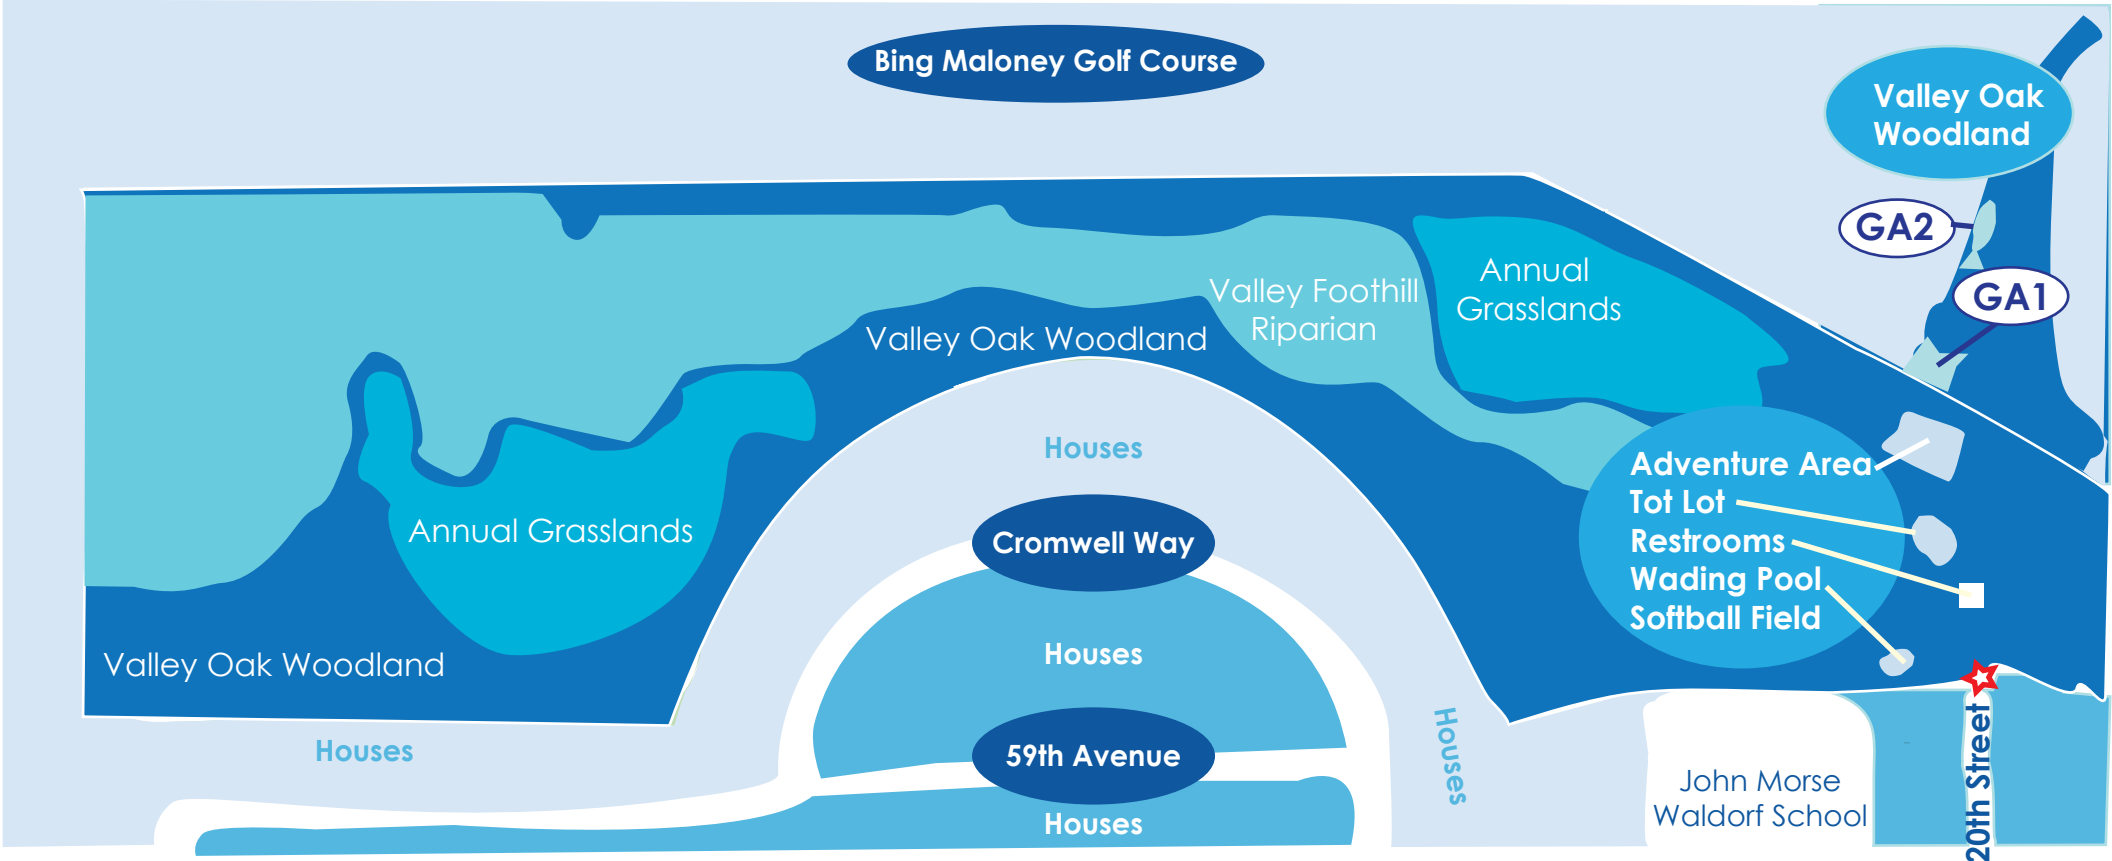 Bing Maloney Golf Course
Valley Oak
Woodland
GA2
GA1
Annual
Grasslands
Valley Foothill
Riparian
Valley Oak Woodland
Houses
Adventure Area
Tot Lot
Restrooms
Wading Pool
Softball Field
Annual Grasslands
Cromwell Way
Houses
Valley Oak Woodland
Houses
59th Avenue
Houses
Houses
John Morse
Waldorf School
20th Street